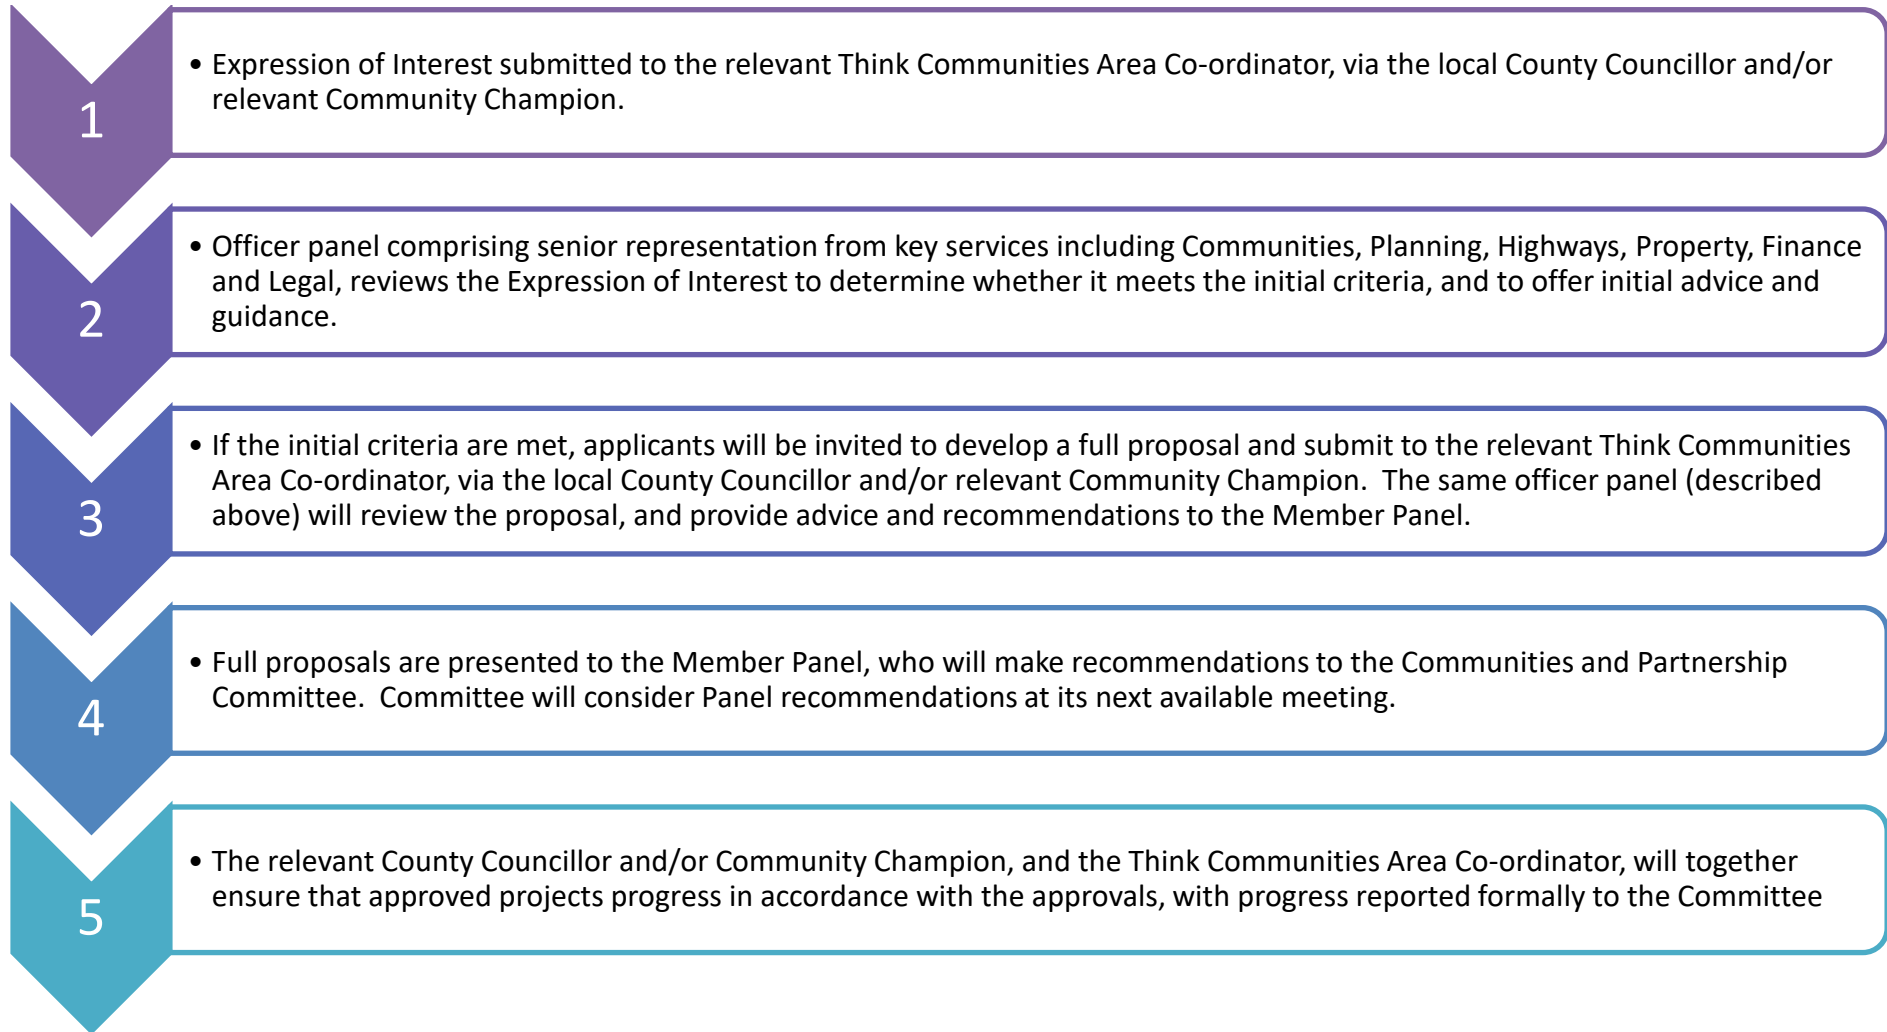 1
• Expression of Interest submitted to the relevant Think Communities Area Co-ordinator, via the local County Councillor and/or
relevant Community Champion.
2
• Officer panel comprising senior representation from key services including Communities, Planning, Highways, Property, Finance
and Legal, reviews the Expression of Interest to determine whether it meets the initial criteria, and to offer initial advice and
guidance.
3
• If the initial criteria are met, applicants will be invited to develop a full proposal and submit to the relevant Think Communities
Area Co-ordinator, via the local County Councillor and/or relevant Community Champion.  The same officer panel (described
above) will review the proposal, and provide advice and recommendations to the Member Panel.
4
• Full proposals are presented to the Member Panel, who will make recommendations to the Communities and Partnership
Committee.  Committee will consider Panel recommendations at its next available meeting.
5
• The relevant County Councillor and/or Community Champion, and the Think Communities Area Co-ordinator, will together
ensure that approved projects progress in accordance with the approvals, with progress reported formally to the Committee